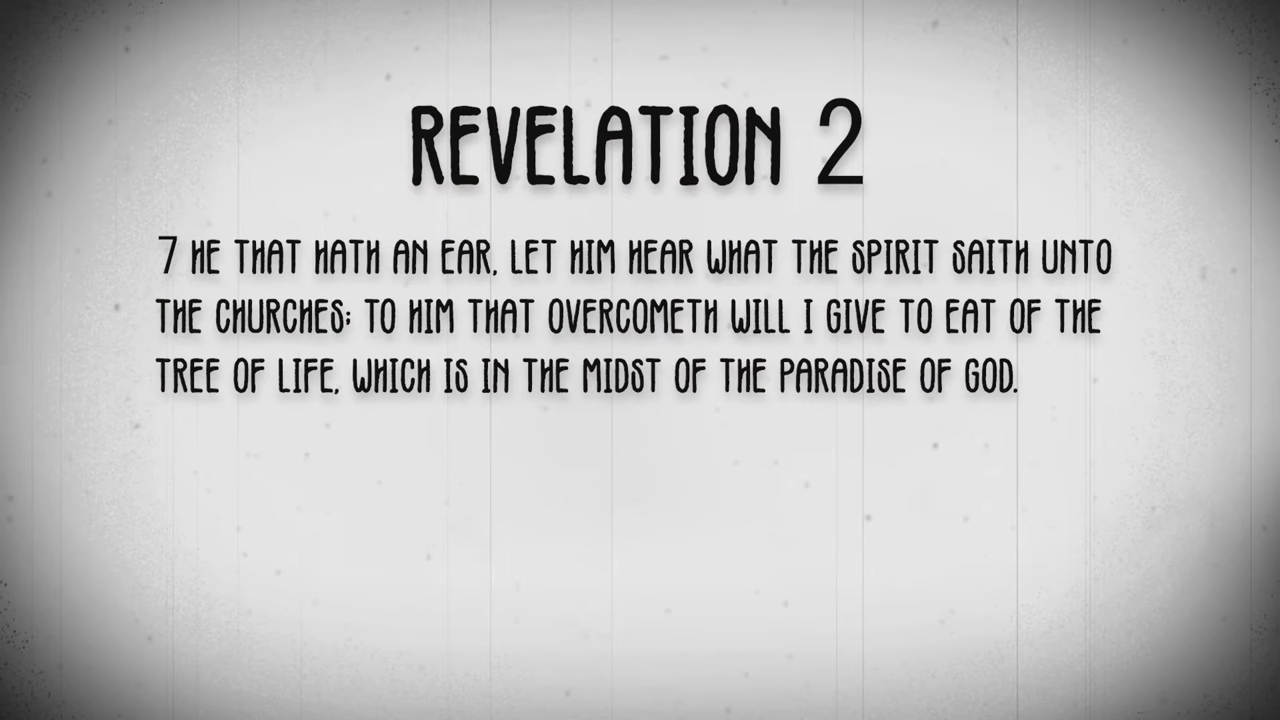 REVELATION 2
7 HE THAT HATH AN EAR, LET HIM HEAR WHAT THE SPIRIT SAITH UNTO
THE CHURCHES; TO HIM THAT OVERCOMETH WILL I GIVE TO EAT OF THE
TREE OF LIFE, WHICH IS IN THE MIDST OF THE PARADISE OF GOD.